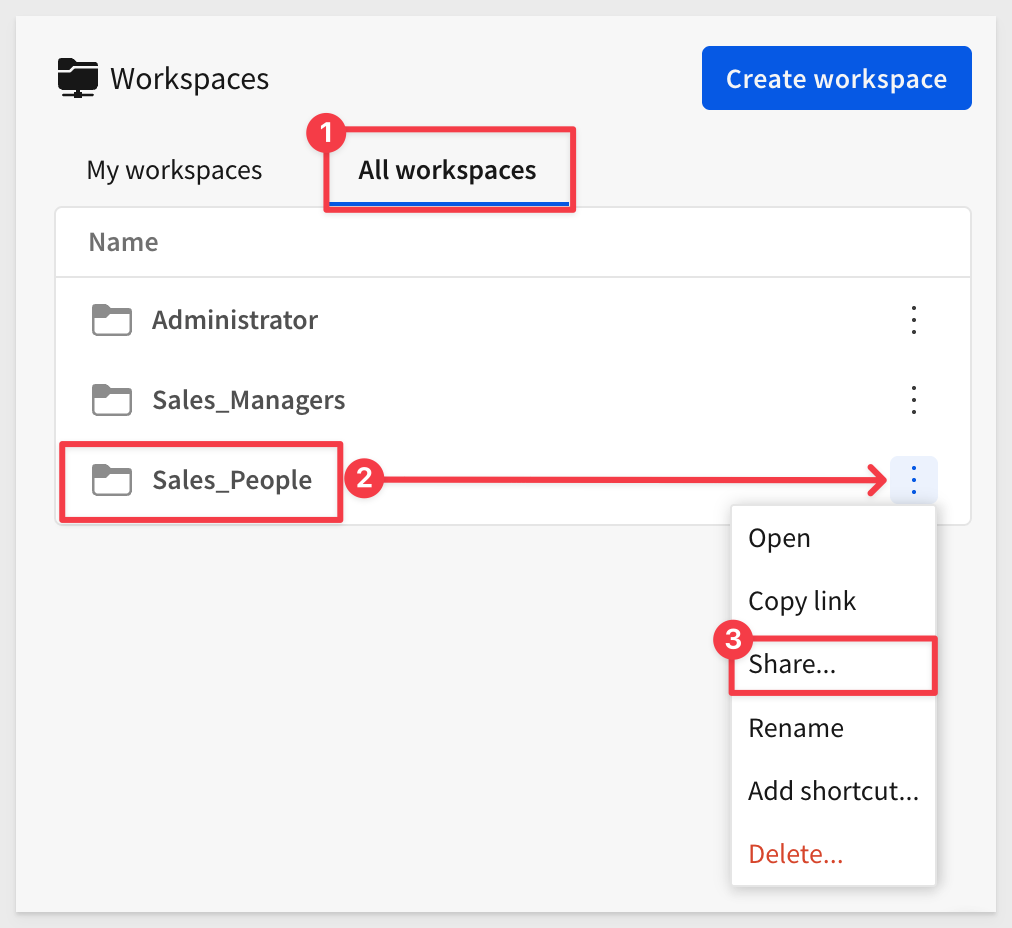 Workspaces
Create workspace
1
My workspaces
All workspaces
Name
Administrator
Sales_Managers
Sales_People
2
Open
Copy link
3
Share...
Rename
Add shortcut...
Delete...